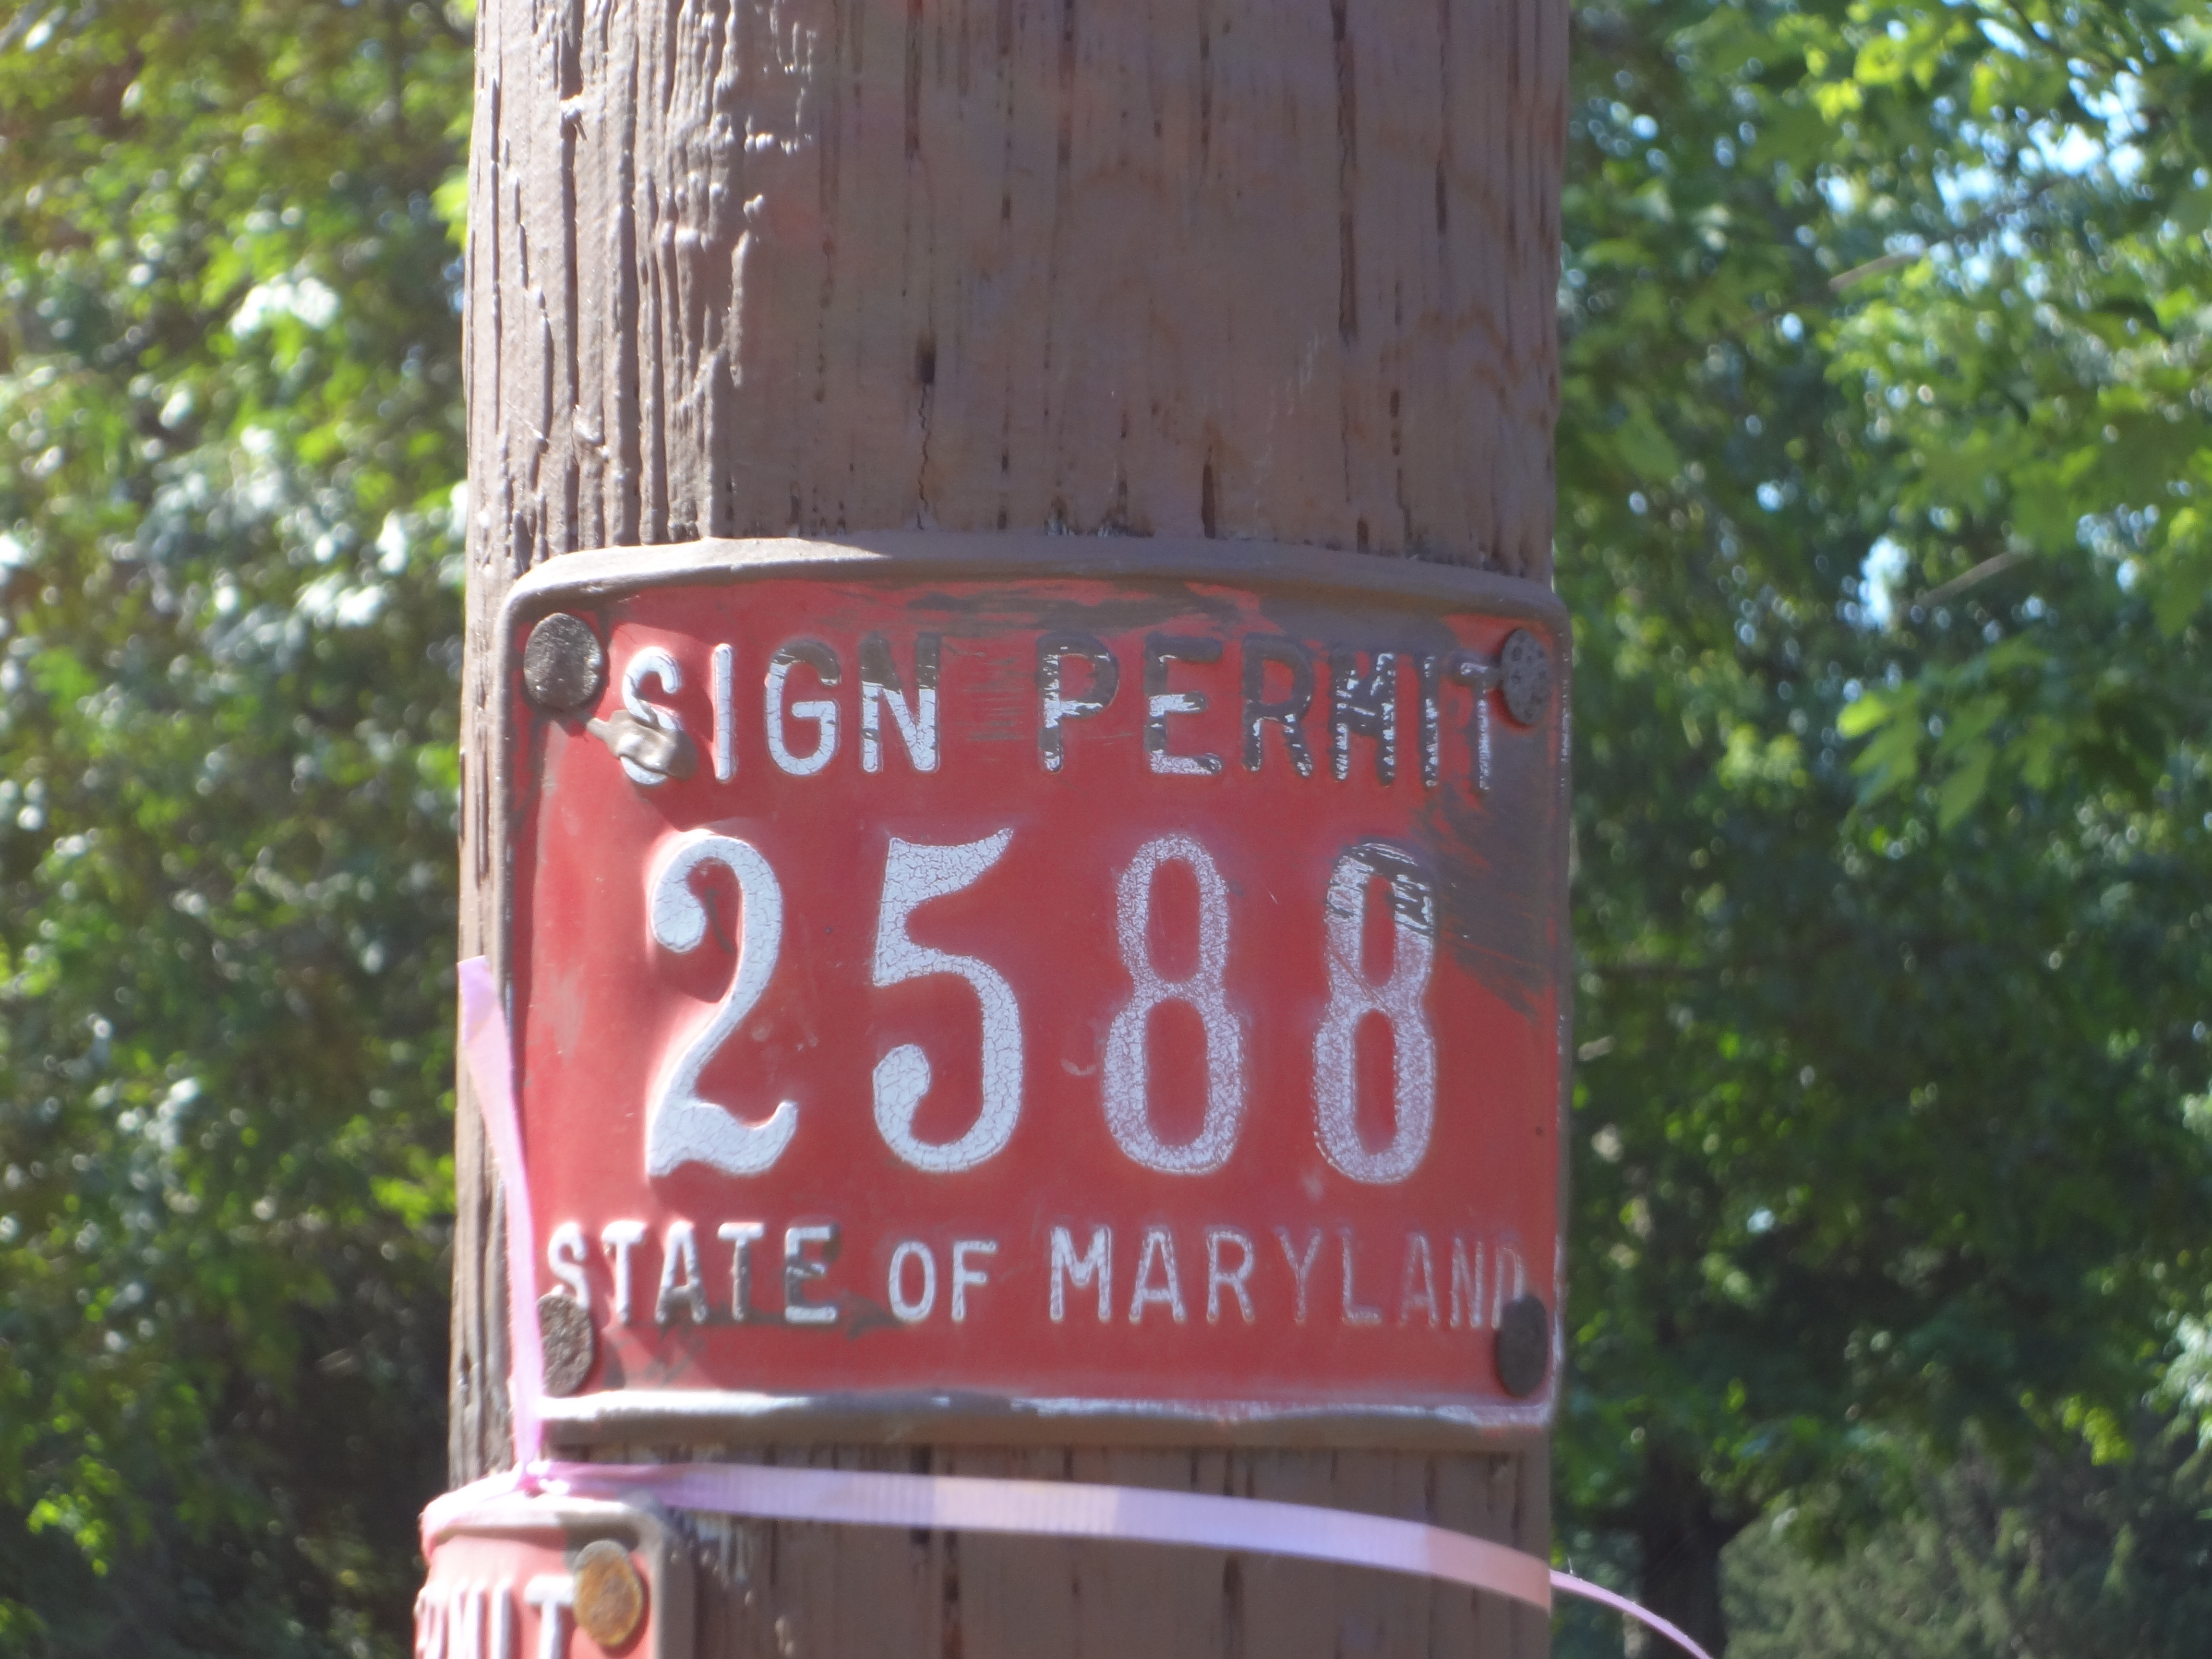 SIGN PERMIT
2588
STATE OF MARYLAND